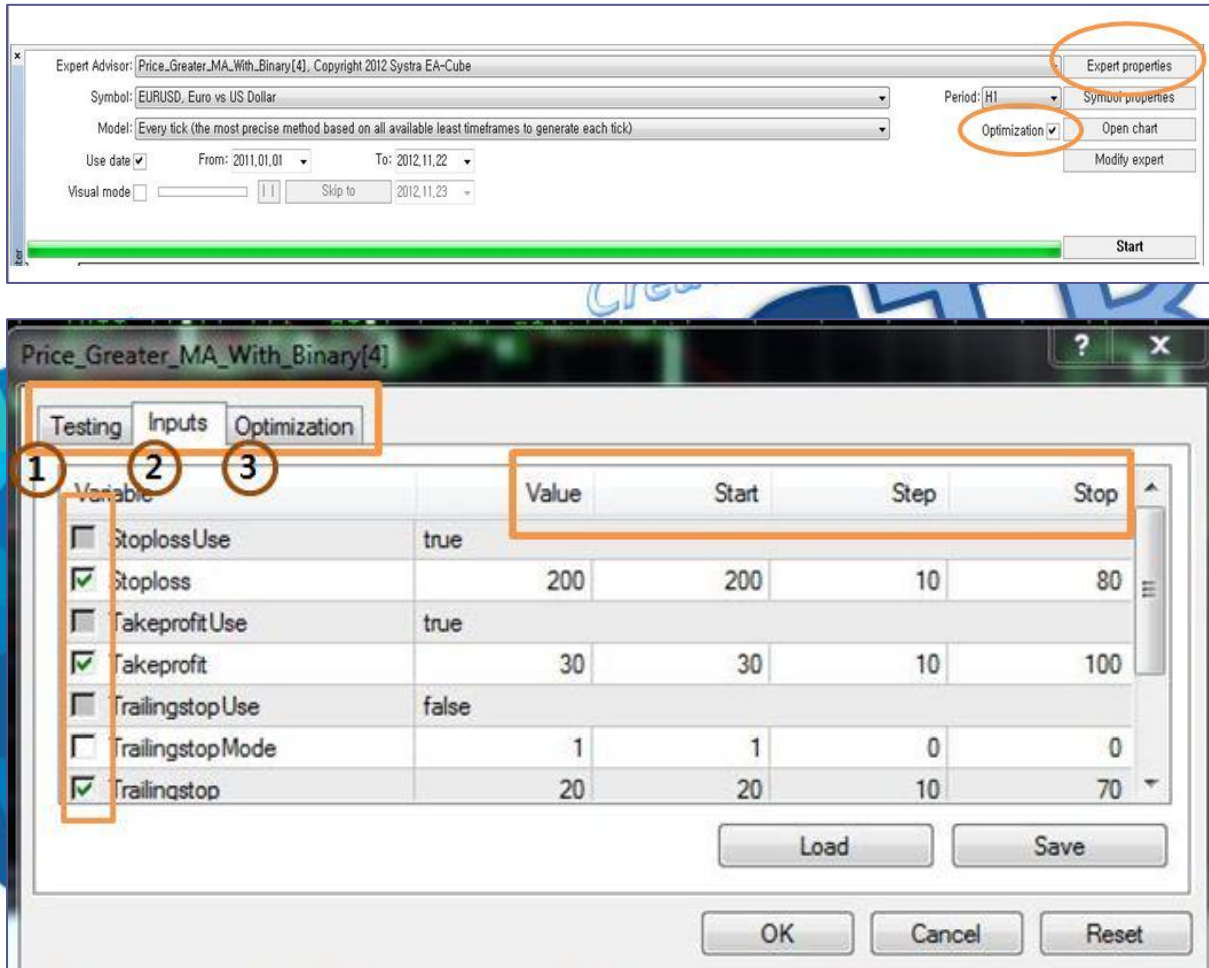 x
Expert Advisor: Price_Greater_MA_With_Binary[4], Copyright 2012 Systra EA-Cube Expert properties
Symbol: EURUSD, Euro vs US Dollar Period: H1 Symbol properties
Model: Every tick (the most precise method based on all available least timeframes to generate each tick) Optimization Open chart
Use date From: 2011,01,01 To: 2012,11,22 Modify expert
Visual mode Skip to 2012,11,23
Start
Price_Greater_MA_With_Binary[4] ? x
Testing Inputs Optimization
1 2 3
Variable Value Start Step Stop
StoplossUse true
Stoploss 200 200 10 80
TakeprofitUse true
Takeprofit 30 30 10 100
TrailingstopUse false
TrailingstopMode 1 1 0 0
Trailingstop 20 20 10 70
Load Save
OK Cancel Reset